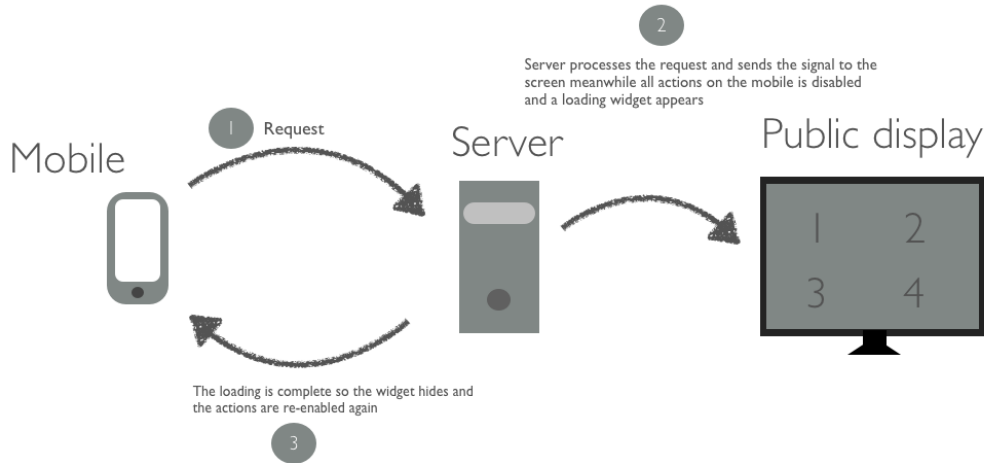 2
Server processes the request and sends the signal to the
screen meanwhile all actions on the mobile is disabled
and a loading widget appears
1 Request
Mobile
Server
Public display
1 2
3 4
The loading is complete so the widget hides and
the actions are re-enabled again
3